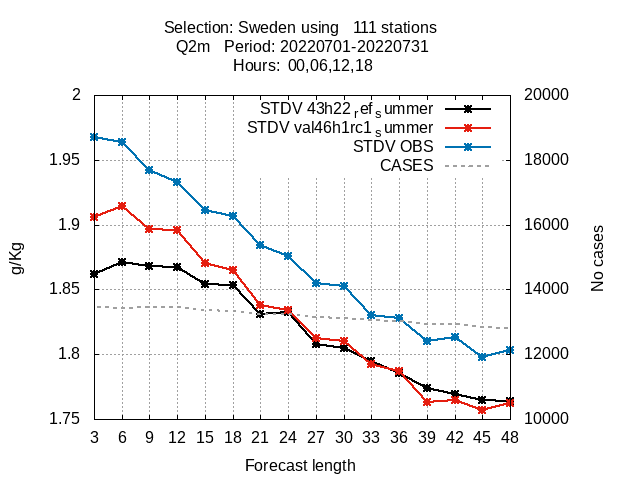 Selection: Sweden using   111 stations
Q2m   Period: 20220701-20220731
Hours:  00,06,12,18
2 20000
STDV 43h22ref summer
STDV val46h1rc1 summer
STDV OBS
CASES
1.95 18000
1.9 16000
g/Kg No cases
1.85 14000
1.8 12000
1.75 10000
3 6 9 12 15 18 21 24 27 30 33 36 39 42 45 48
Forecast length